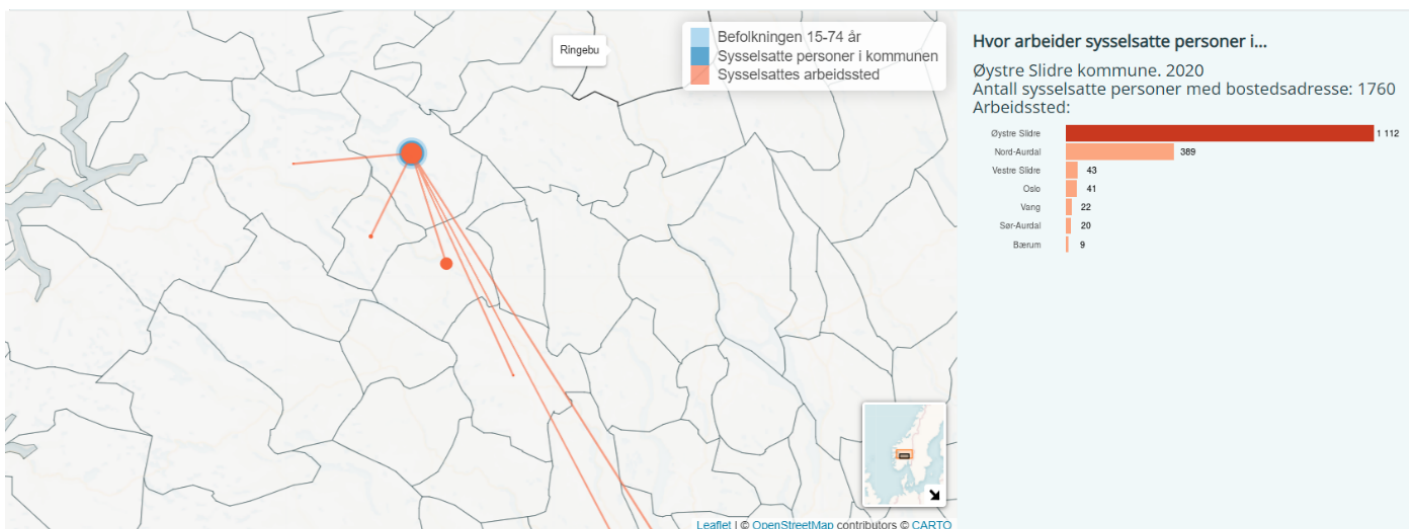 Ringebu
Befolkningen 15-74 år
Sysselsatte personer i kommunen
Sysselsattes arbeidssted
Leaflet | © OpenStreetMap contributors © CARTO
Hvor arbeider sysselsatte personer i...
Øystre Slidre kommune. 2020
Antall sysselsatte personer med bostedsadresse: 1760
Arbeidssted:
Øystre Slidre 1 112
Nord-Aurdal 389
Vestre Slidre 43
Oslo 41
Vang 22
Sør-Aurdal 20
Bærum 9